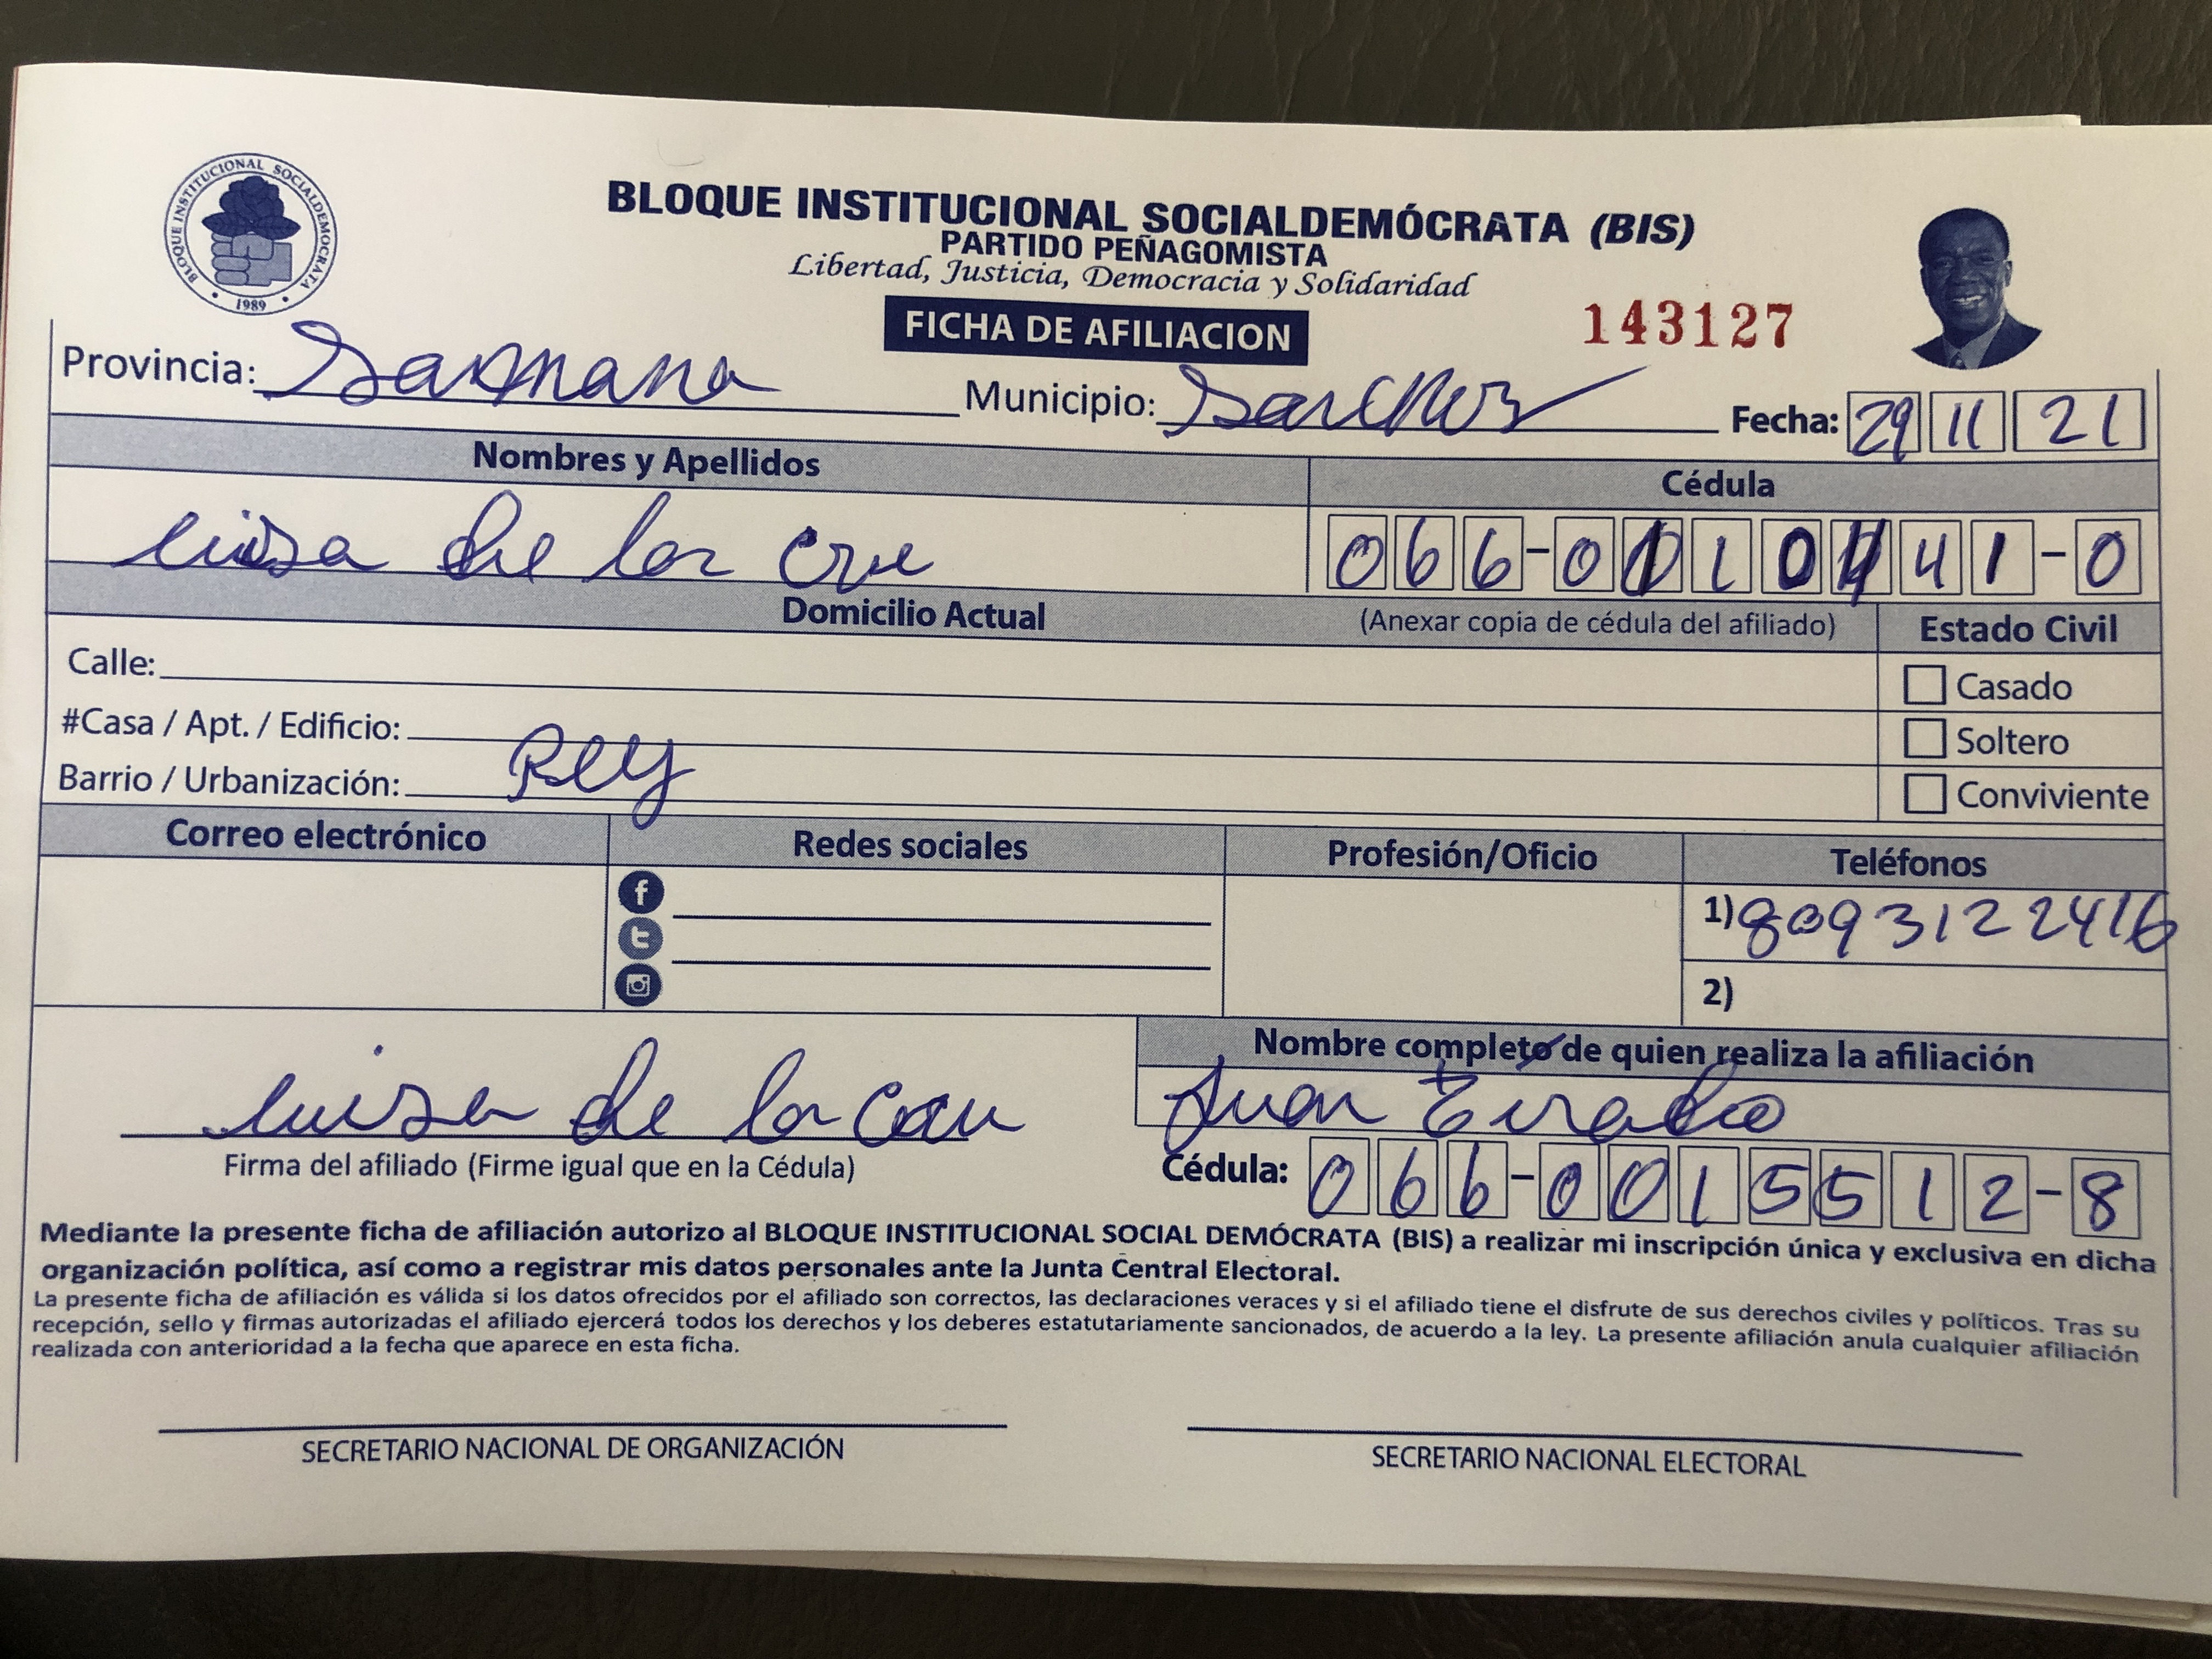 BLOQUE INSTITUCIONAL SOCIALDEMOCRATA
1989
BLOQUE INSTITUCIONAL SOCIALDEMÓCRATA (BIS)
PARTIDO PEÑAGOMISTA
Libertad, Justicia, Democracia y Solidaridad
FICHA DE AFILIACION
143127
Provincia: Samana Municipio: Sanchez Fecha: 29 11 21
Nombres y Apellidos Cédula
luisa de la cru 066-0 1 0 41-0
Domicilio Actual (Anexar copia de cédula del afiliado) Estado Civil
Calle: Casado
#Casa / Apt. / Edificio: Soltero
Barrio / Urbanización: Rey Conviviente
Correo electrónico Redes sociales Profesión/Oficio Teléfonos
1) 8093122416
2)
Nombre completo de quien realiza la afiliación
luisa de la Juan
Firma del afiliado (Firme igual que en la Cédula) Cédula: 066-0015512-8
Mediante la presente ficha de afiliación autorizo al BLOQUE INSTITUCIONAL SOCIAL DEMÓCRATA (BIS) a realizar mi inscripción única y exclusiva en dicha
organización política, así como a registrar mis datos personales ante la Junta Central Electoral.
La presente ficha de afiliación es válida si los datos ofrecidos por el afiliado son correctos, las declaraciones veraces y si el afiliado tiene el disfrute de sus derechos civiles y políticos. Tras su
recepción, sello y firmas autorizadas el afiliado ejercerá todos los derechos y los deberes estatutariamente sancionados, de acuerdo a la ley. La presente afiliación anula cualquier afiliación
realizada con anterioridad a la fecha que aparece en esta ficha.
SECRETARIO NACIONAL DE ORGANIZACIÓN SECRETARIO NACIONAL ELECTORAL